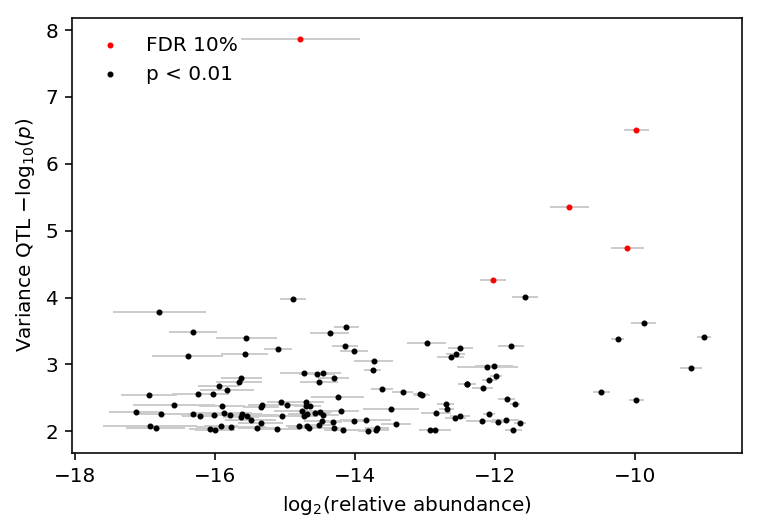 FDR 10%
p < 0.01
8
7
6
5
4
3
2
Variance QTL −log₁₀(p)
−18 −16 −14 −12 −10
log₂(relative abundance)